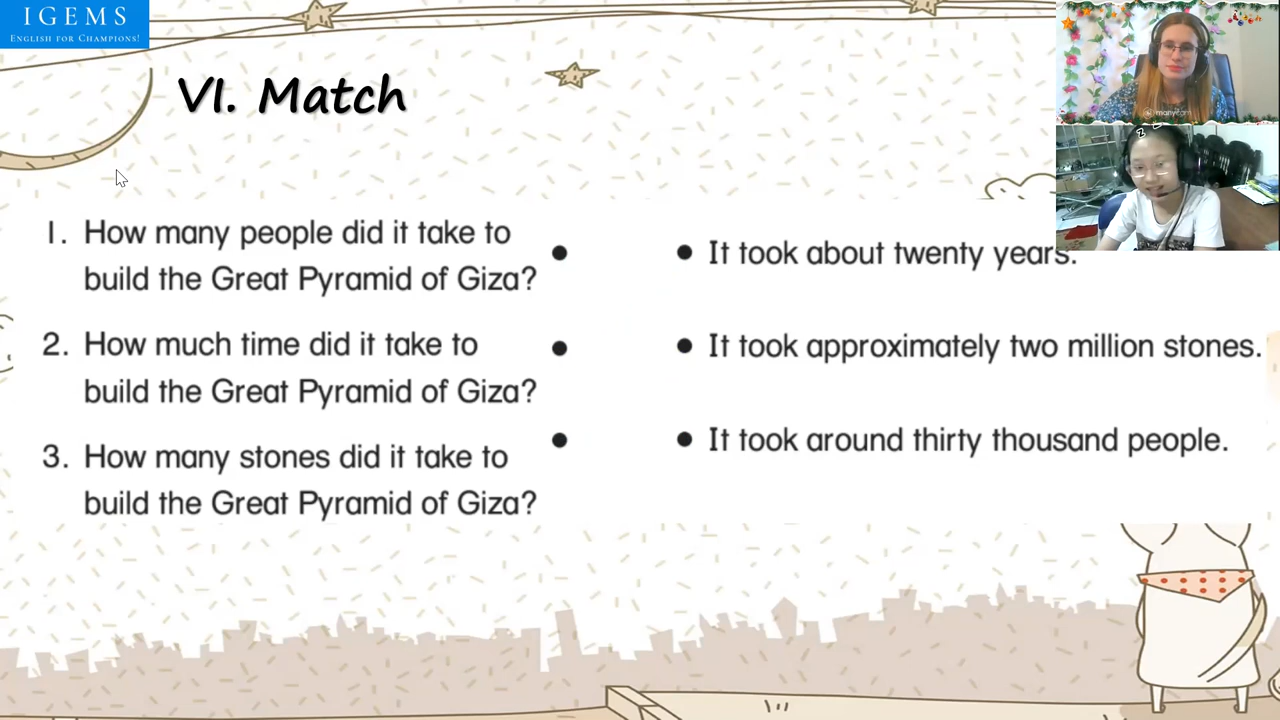 IGEMS
ENGLISH FOR CHAMPIONS!
VI. Match
1. How many people did it take to
build the Great Pyramid of Giza?
2. How much time did it take to
build the Great Pyramid of Giza?
3. How many stones did it take to
build the Great Pyramid of Giza?
It took about twenty years.
It took approximately two million stones.
It took around thirty thousand people.
manycam